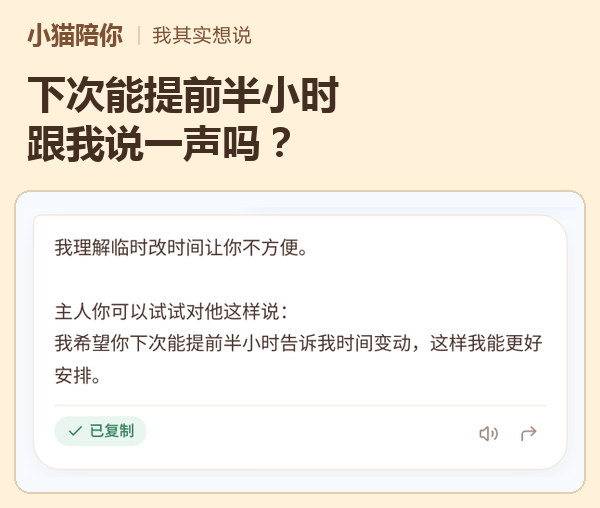 小猫陪你 | 我其实想说
下次能提前半小时
跟我说一声吗？
我理解临时改时间让你不方便。
主人你可以试试对他这样说：
我希望你下次能提前半小时告诉我时间变动，这样我能更好
安排。
已复制